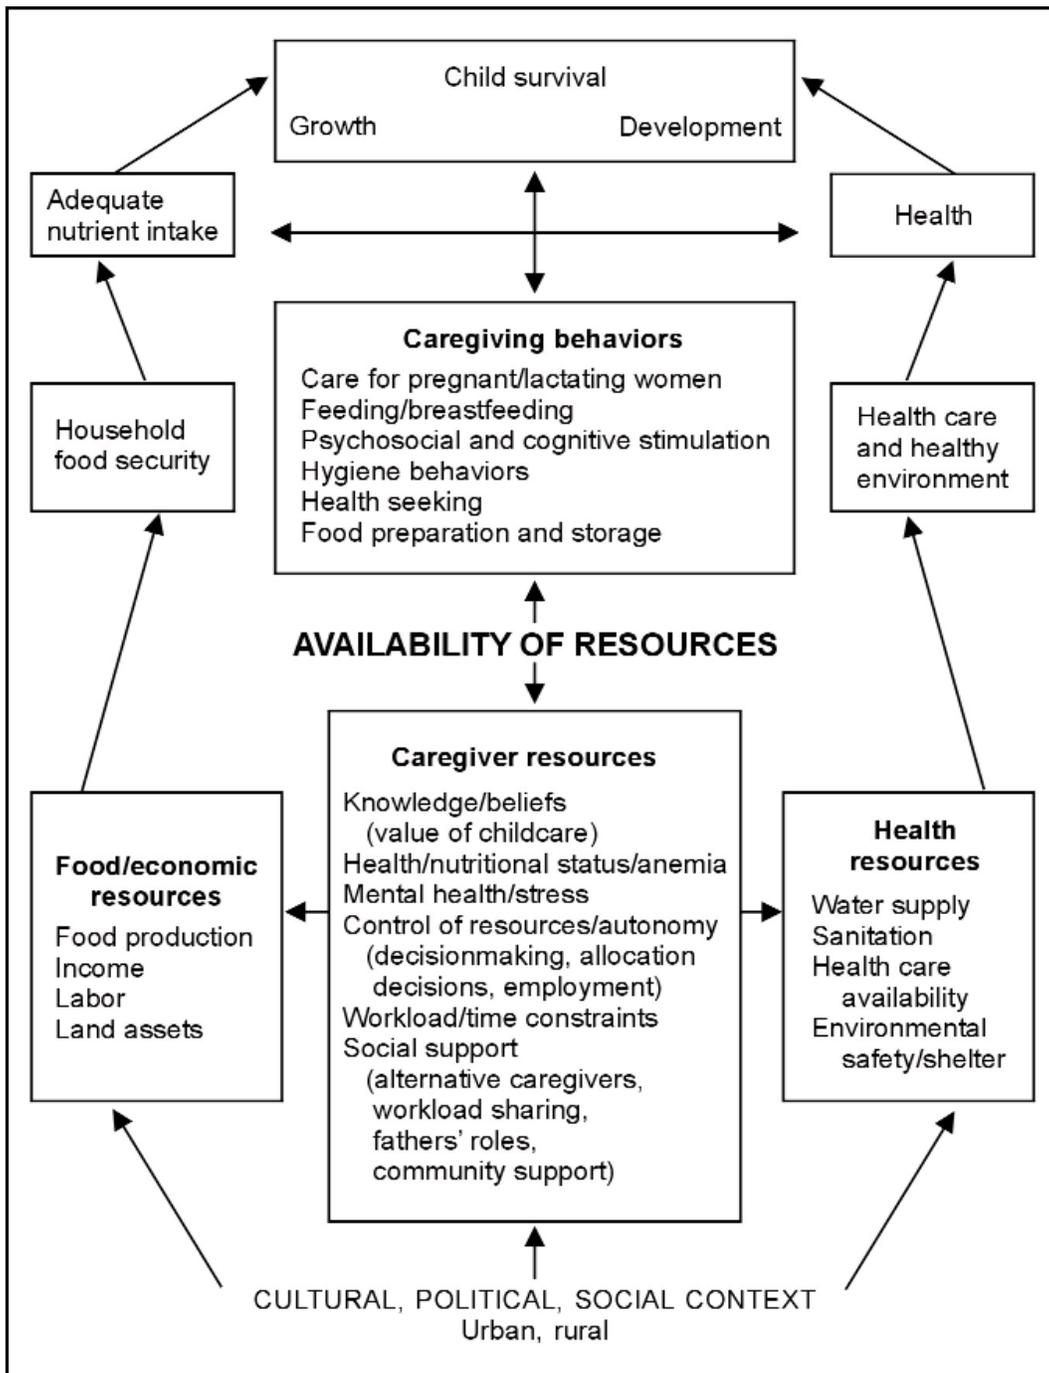 Child survival
Growth
Development
Adequate
nutrient intake
Health
Caregiving behaviors
Care for pregnant/lactating women
Feeding/breastfeeding
Psychosocial and cognitive stimulation
Hygiene behaviors
Health seeking
Food preparation and storage
Household
food security
Health care
and healthy
environment
AVAILABILITY OF RESOURCES
Caregiver resources
Knowledge/beliefs
(value of childcare)
Health/nutritional status/anemia
Mental health/stress
Control of resources/autonomy
(decisionmaking, allocation
decisions, employment)
Workload/time constraints
Social support
(alternative caregivers,
workload sharing,
fathers' roles,
community support)
Food/economic
resources
Food production
Income
Labor
Land assets
Health
resources
Water supply
Sanitation
Health care
availability
Environmental
safety/shelter
CULTURAL, POLITICAL, SOCIAL CONTEXT
Urban, rural